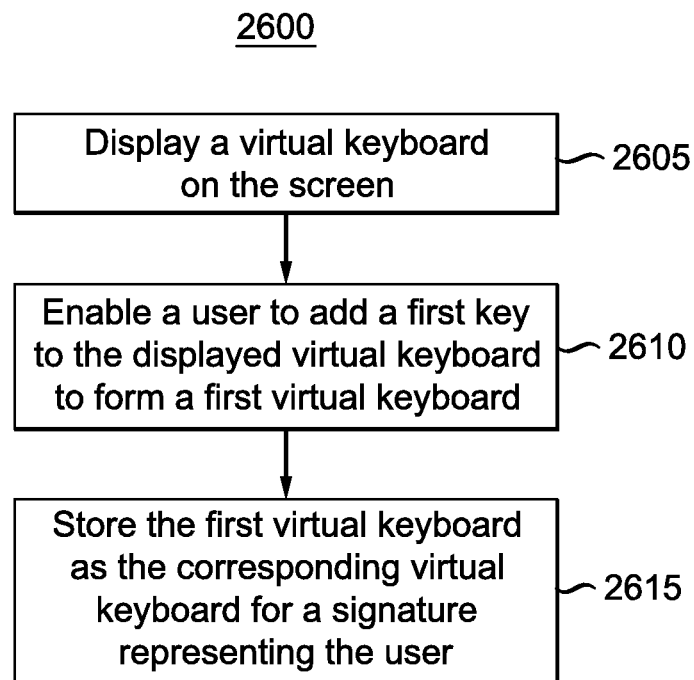 2600
Display a virtual keyboard
on the screen
2605
Enable a user to add a first key
to the displayed virtual keyboard
to form a first virtual keyboard
2610
Store the first virtual keyboard
as the corresponding virtual
keyboard for a signature
representing the user
2615